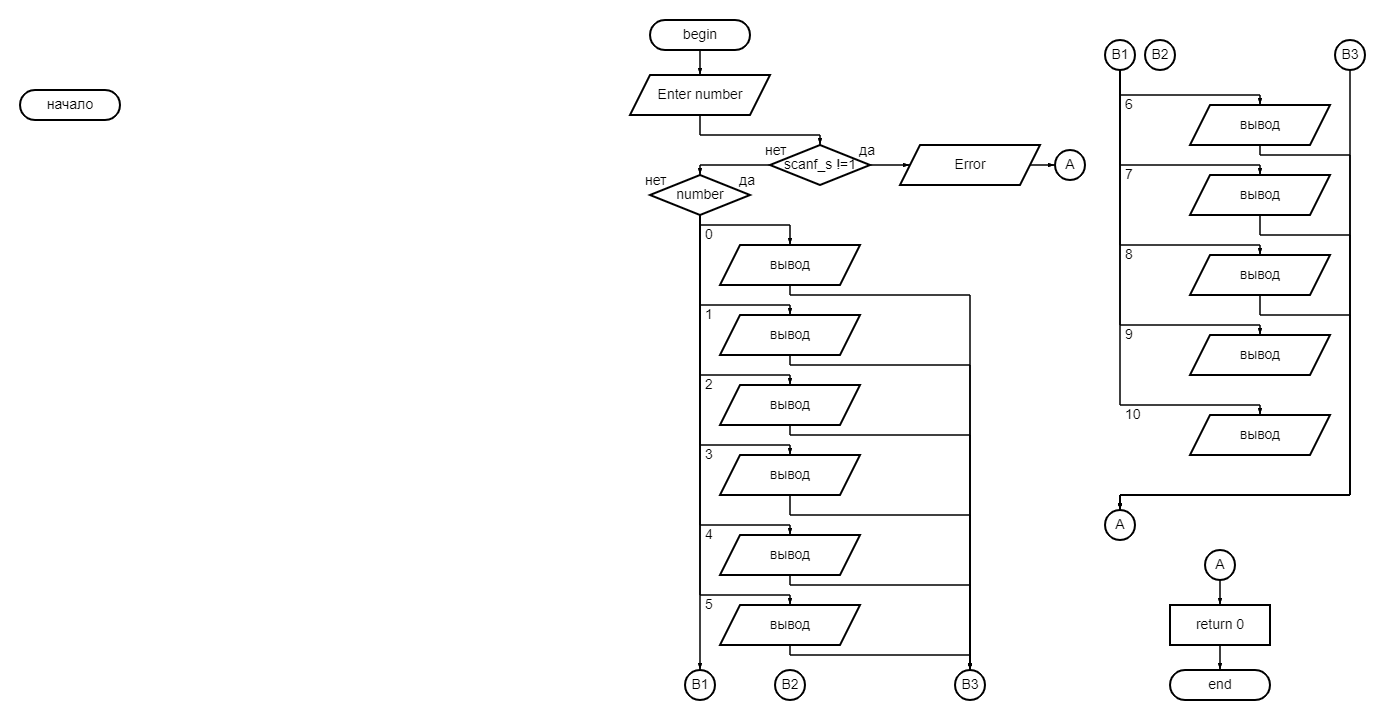 начало
begin
Enter number
scanf_s !=1
нет
да
Error
A
number
нет
да
0
вывод
1
вывод
2
вывод
3
вывод
4
вывод
5
вывод
B1
B2
B3
B1
B2
B3
6
вывод
7
вывод
8
вывод
9
вывод
10
вывод
A
A
return 0
end